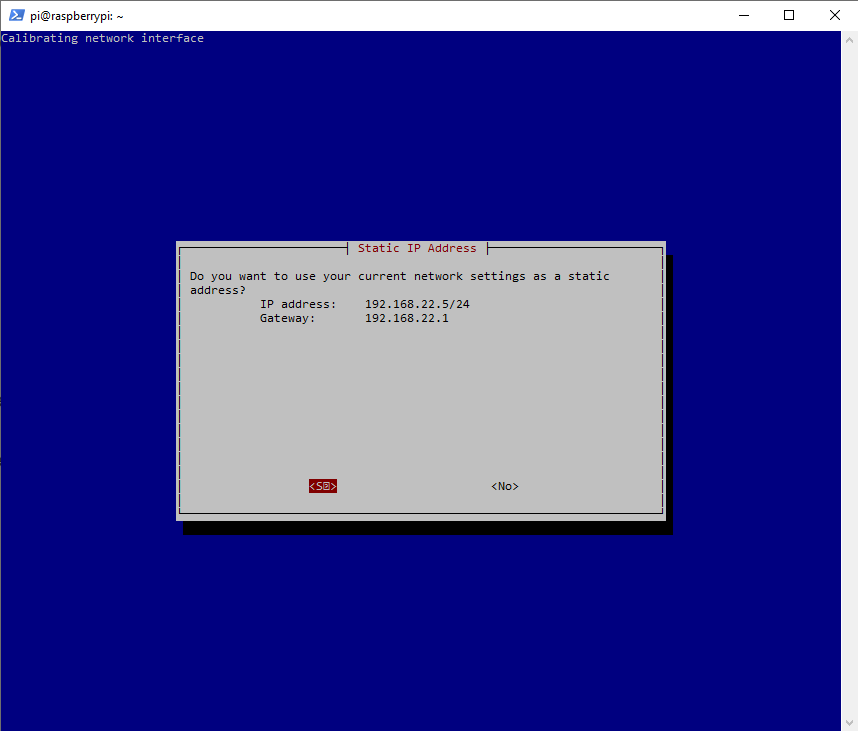 pi@raspberrypi: ~
Calibrating network interface
Static IP Address
Do you want to use your current network settings as a static
address?
IP address: 192.168.22.5/24
Gateway: 192.168.22.1
<No>